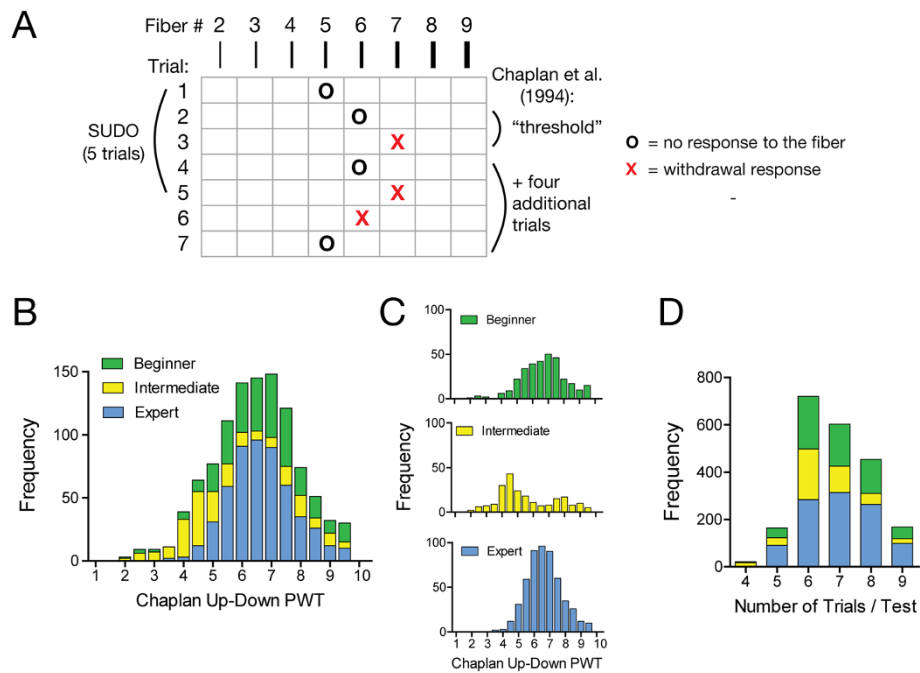 A
Fiber # 2 3 4 5 6 7 8 9
Trial:
Chaplan et al.
(1994):
1 O
2 O
3 X
4 O
5 X
6 X
7 O
SUDO
(5 trials)
"threshold"
+ four
additional
trials
O = no response to the fiber
X = withdrawal response
-
B
Beginner
Intermediate
Expert
Frequency
150
100
50
0
1 2 3 4 5 6 7 8 9 10
Chaplan Up-Down PWT
C
100
50
0
Beginner
100
50
0
Intermediate
Frequency
100
50
0
Expert
1 2 3 4 5 6 7 8 9 10
Chaplan Up-Down PWT
D
Frequency
800
600
400
200
0
4 5 6 7 8 9
Number of Trials / Test